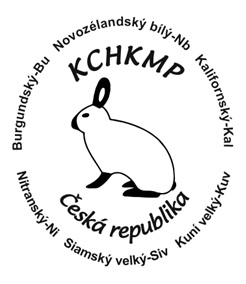 Burgundský-Bu Novozélandský bílý-Nb Kalifornský-Kal
KCHKMP
Česká republika
Nitranský-Ni Siamský velký-Siv Kuní velký-Kuv